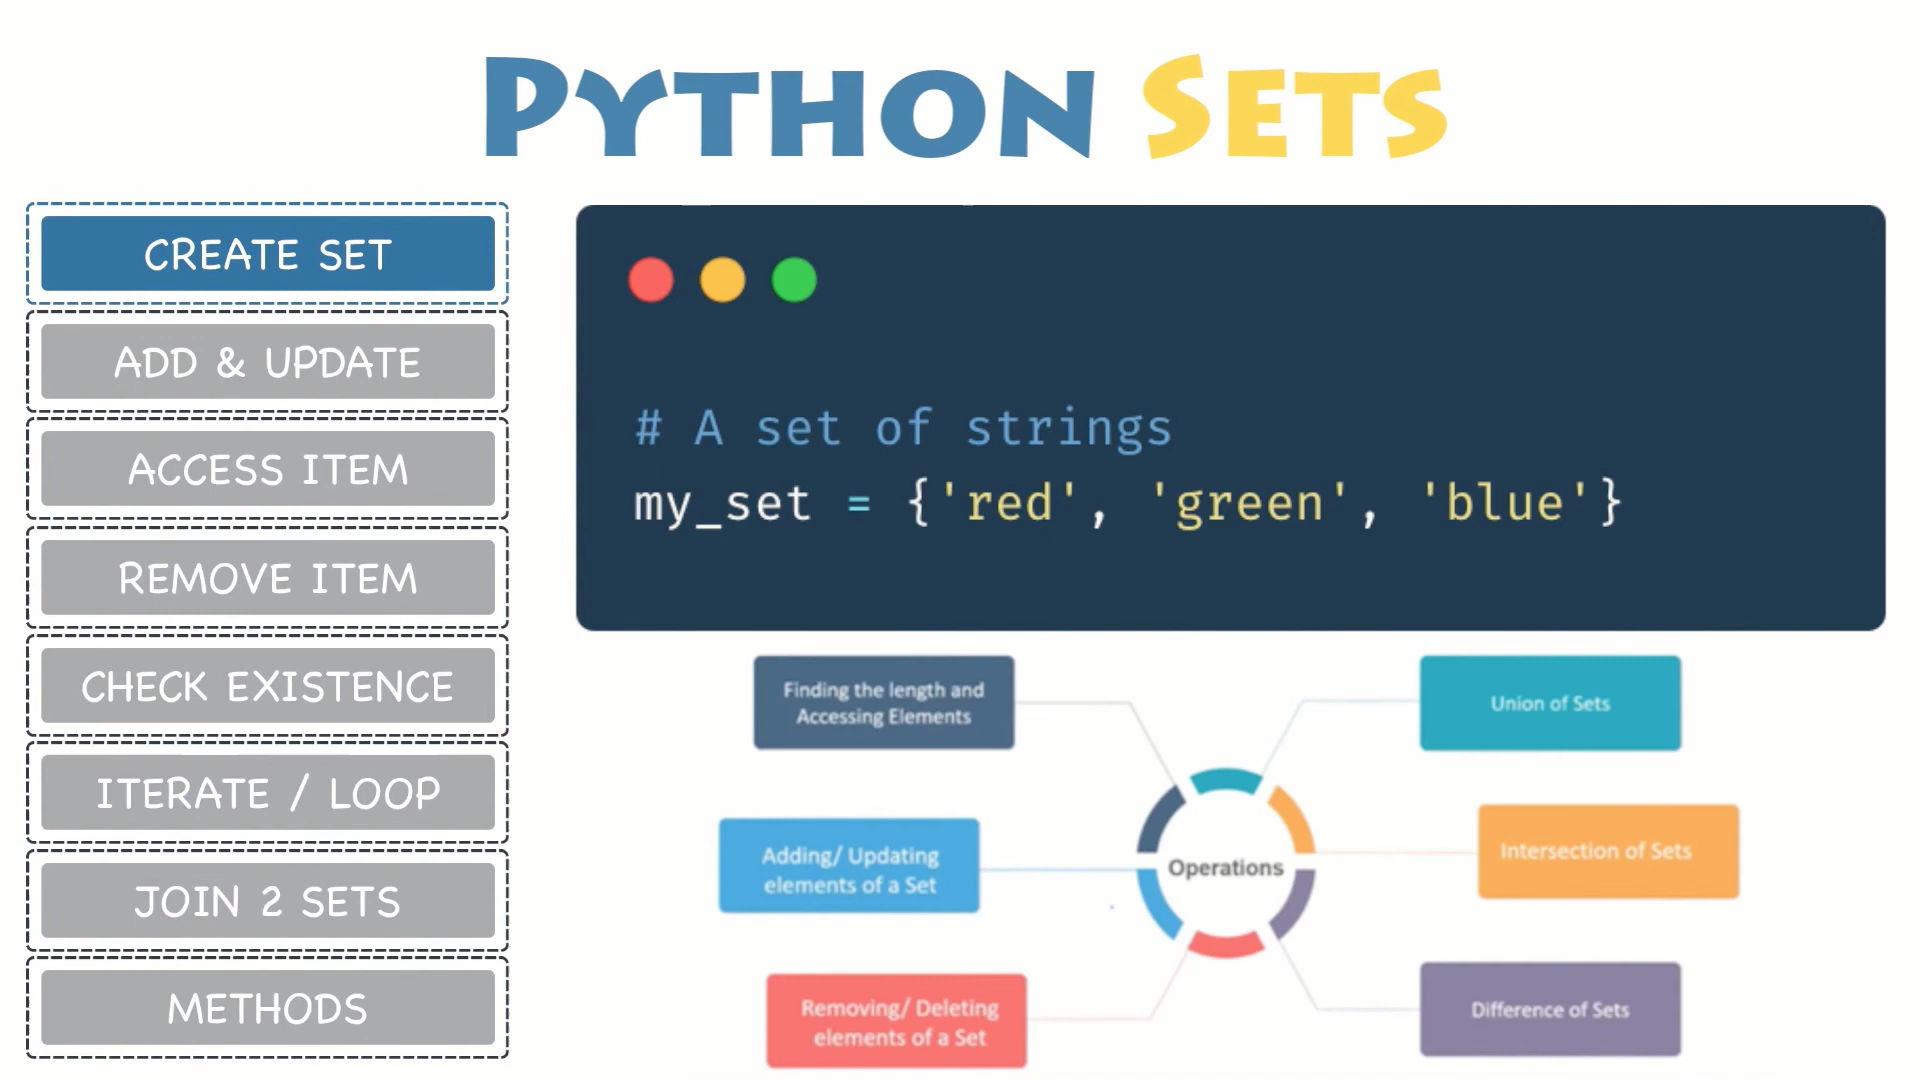 PYTHON SETS
CREATE SET
ADD & UPDATE
ACCESS ITEM
REMOVE ITEM
CHECK EXISTENCE
ITERATE / LOOP
JOIN 2 SETS
METHODS
# A set of strings
my_set = {'red', 'green', 'blue'}
Finding the length and
Accessing Elements
Adding/ Updating
elements of a Set
Removing/ Deleting
elements of a Set
Operations
Union of Sets
Intersection of Sets
Difference of Sets